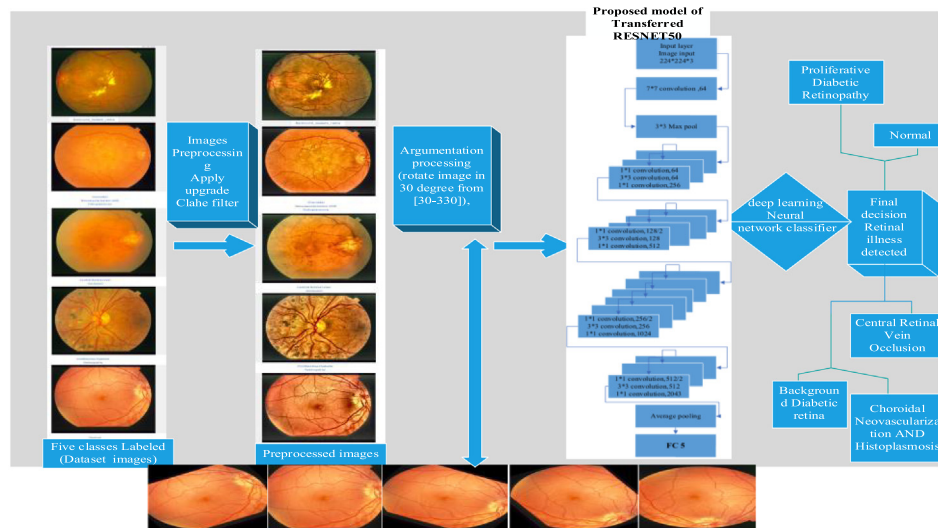 Proposed model of
Transferred
RESNET50
Images
Preprocessin
g
Apply
upgrade
Clahe filter
Argumentation
processing
(rotate image in
30 degree from
[30-330]),
Five classes Labeled
(Dataset images)
Preprocessed images
Input layer
Image input
224*224*3
7*7 convolution ,64
3*3 Max pool
1*1 convolution,64
3*3 convolution,64
1*1 convolution,256
1*1 convolution,128/2
3*3 convolution,128
1*1 convolution,512
1*1 convolution,256/2
3*3 convolution,256
1*1 convolution,1024
1*1 convolution,512/2
3*3 convolution,512
1*1 convolution,2045
Average pooling
FC 5
deep learning
Neural
network classifier
Proliferative
Diabetic
Retinopathy
Normal
Final
decision
Retinal
illness
detected
Central Retinal
Vein
Occlusion
Backgroun
d Diabetic
retina
Choroidal
Neovasculariza
tion AND
Histoplasmosis